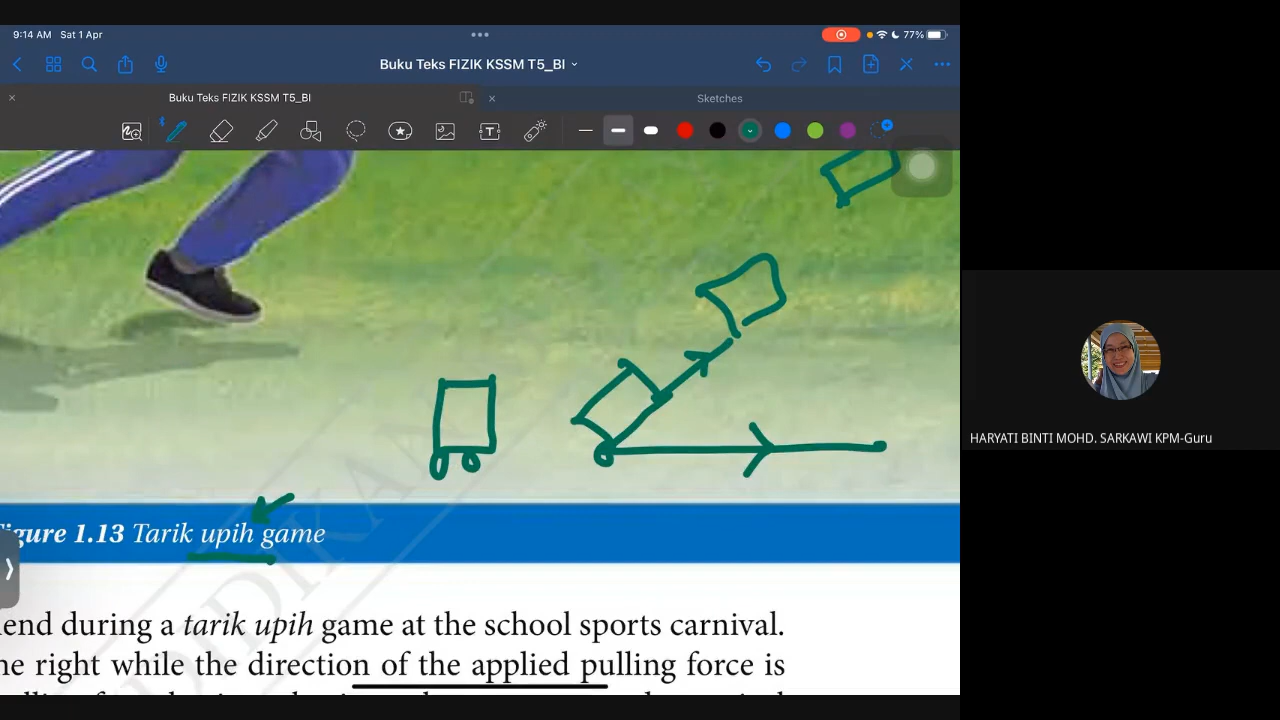 9:14 AM Sat 1 Apr
77%
Buku Teks FIZIK KSSM T5_BI
Buku Teks FIZIK KSSM T5_BI
Sketches
HARYATI BINTI MOHD. SARKAWI KPM-Guru
igure 1.13 Tarik upih game
iend during a tarik upih game at the school sports carnival.
he right while the direction of the applied pulling force is